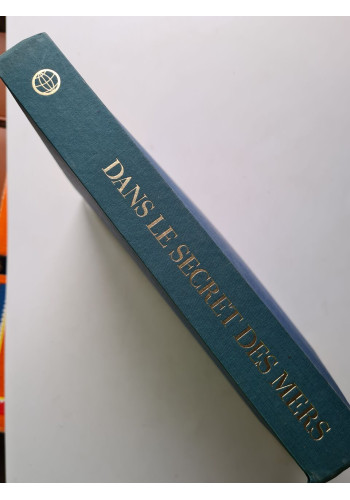 DANS LE SECRET DES MERS